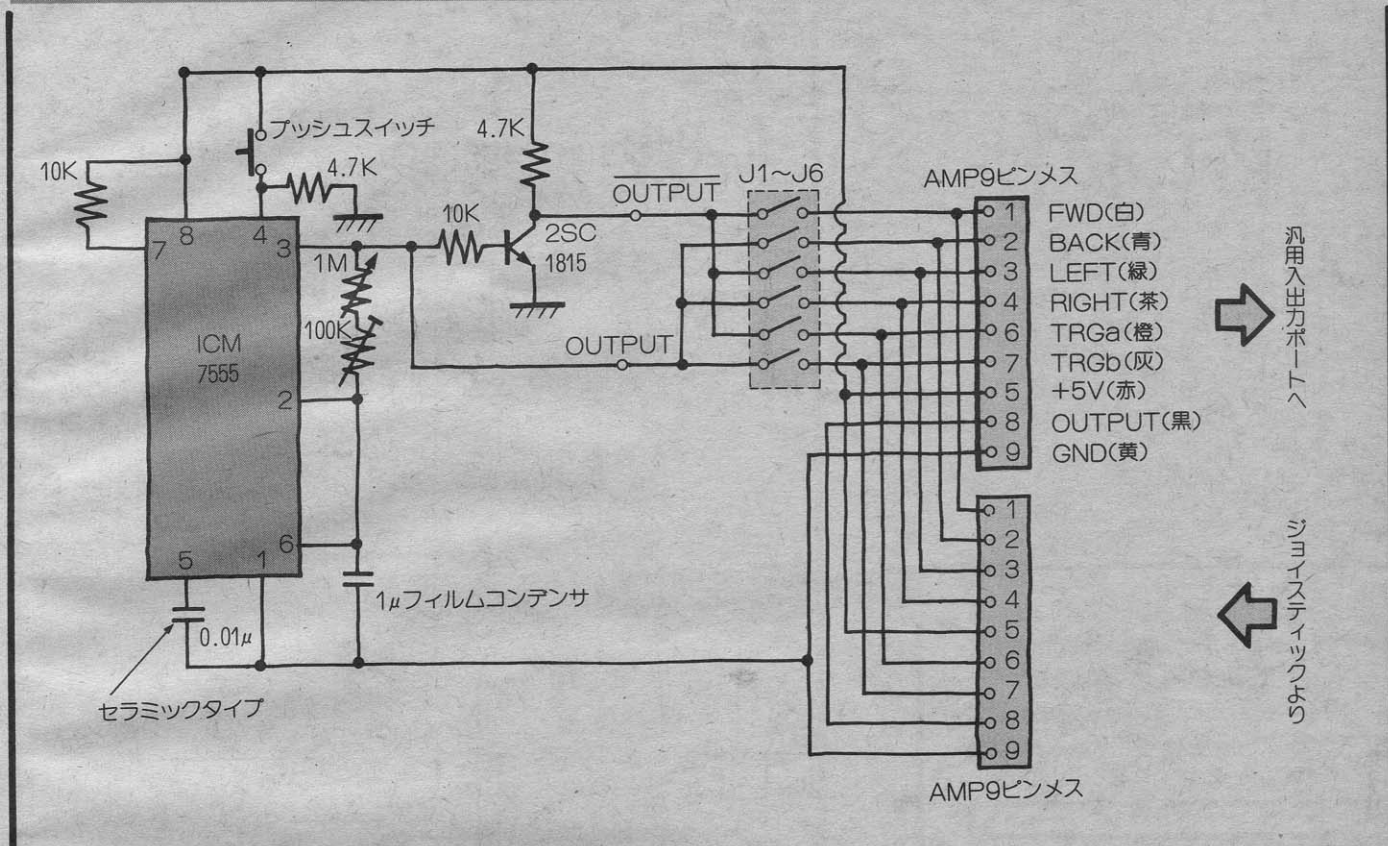 プッシュスイッチ
4.7K
10K
4.7K
8
4
3
7
10K
2SC
1815
1M
100K
ICM
7555
2
6
5
1
1μフィルムコンデンサ
0.01μ
セラミックタイプ
OUTPUT
OUTPUT
J1~J6
AMP9ピンメス
1 FWD(白)
2 BACK(青)
3 LEFT(緑)
4 RIGHT(茶)
6 TRGa(橙)
7 TRGb(灰)
5 +5V(赤)
8 OUTPUT(黒)
9 GND(黄)
1
2
3
4
5
6
7
8
9
AMP9ピンメス
汎用入出力ポートへ
ジョイスティックより